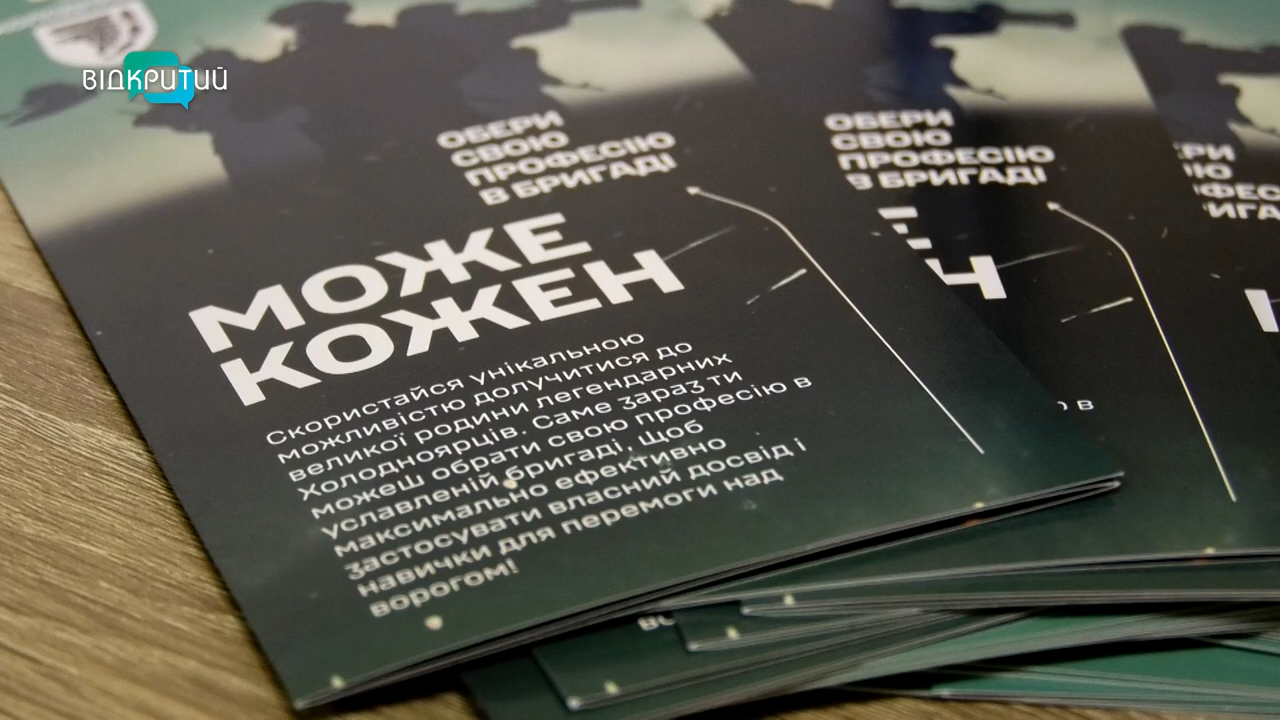 ВІДКРИТИЙ
ОБЕРИ
СВОЮ
ПРОФЕСІЮ
В БРИГАДІ
МОЖЕ
КОЖЕН
Скористайся унікальною
можливістю долучитися до
великої родини легендарних
Холодноярців. Саме зараз ти
можеш обрати свою професію в
уславленій бригаді, щоб
максимально ефективно
застосувати власний досвід і
навички для перемоги над
ворогом!
ОБЕРИ
СВОЮ
ПРОФЕСІЮ
В БРИГАДІ